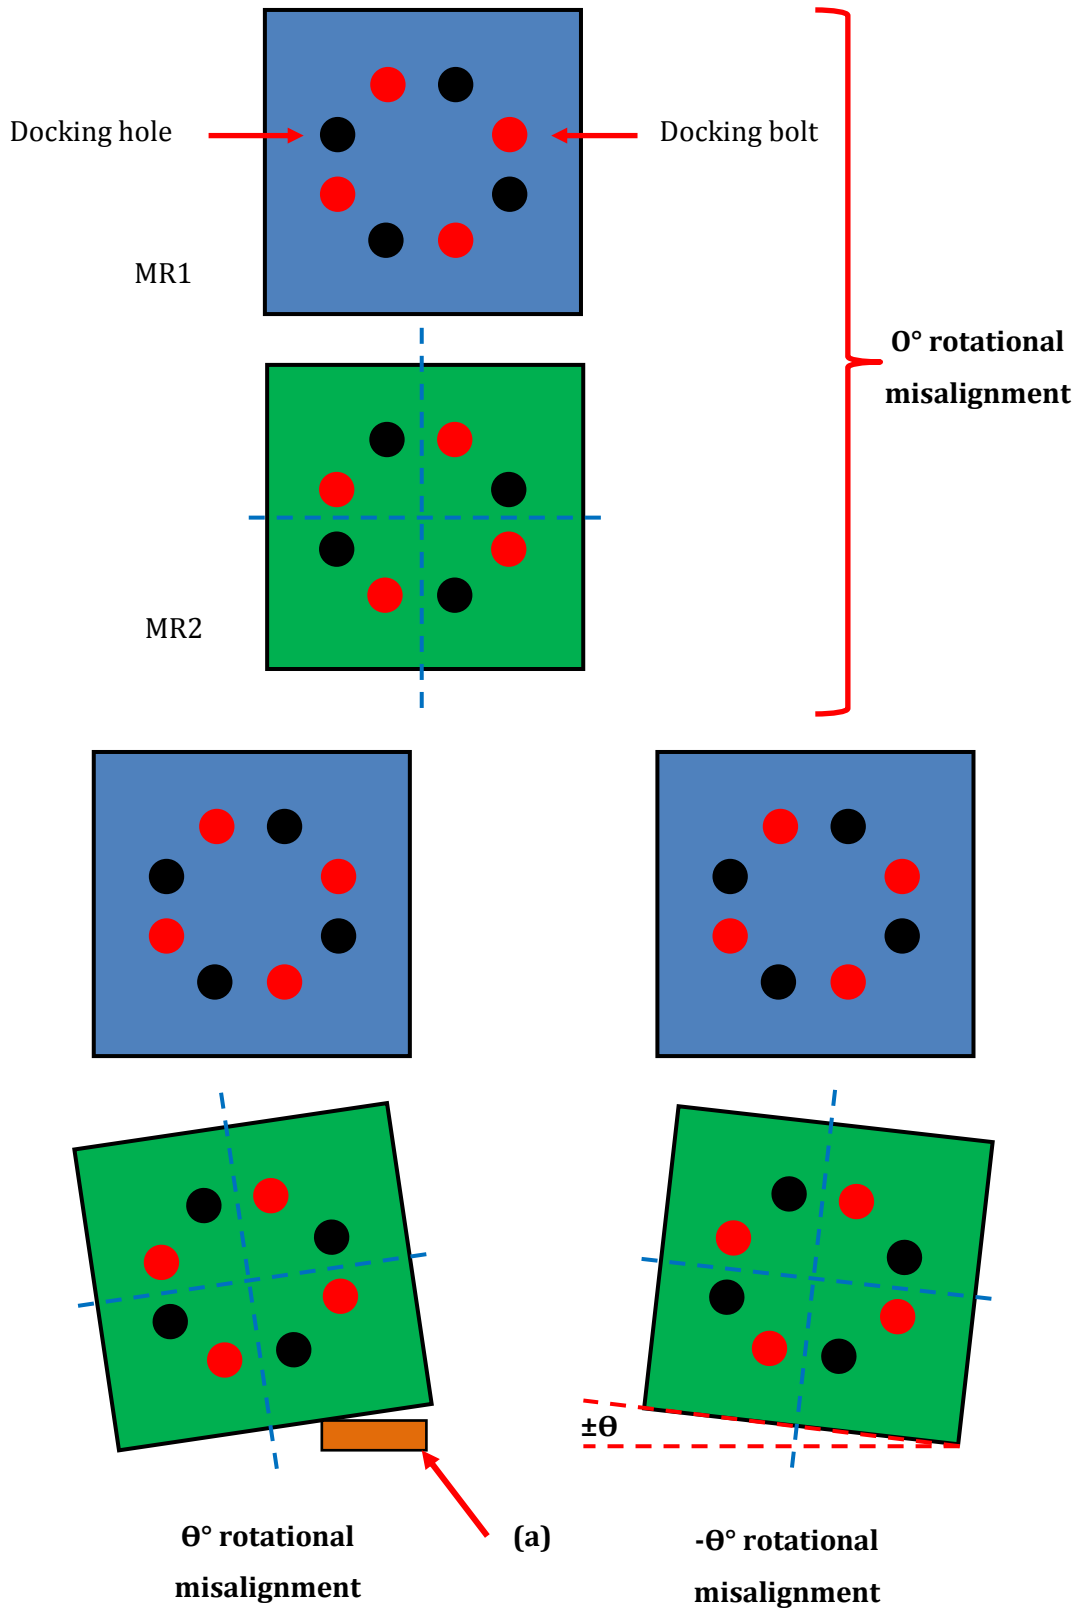 Docking hole
Docking bolt
MR1
0° rotational
misalignment
MR2
±θ
θ° rotational
misalignment
(a)
-θ° rotational
misalignment